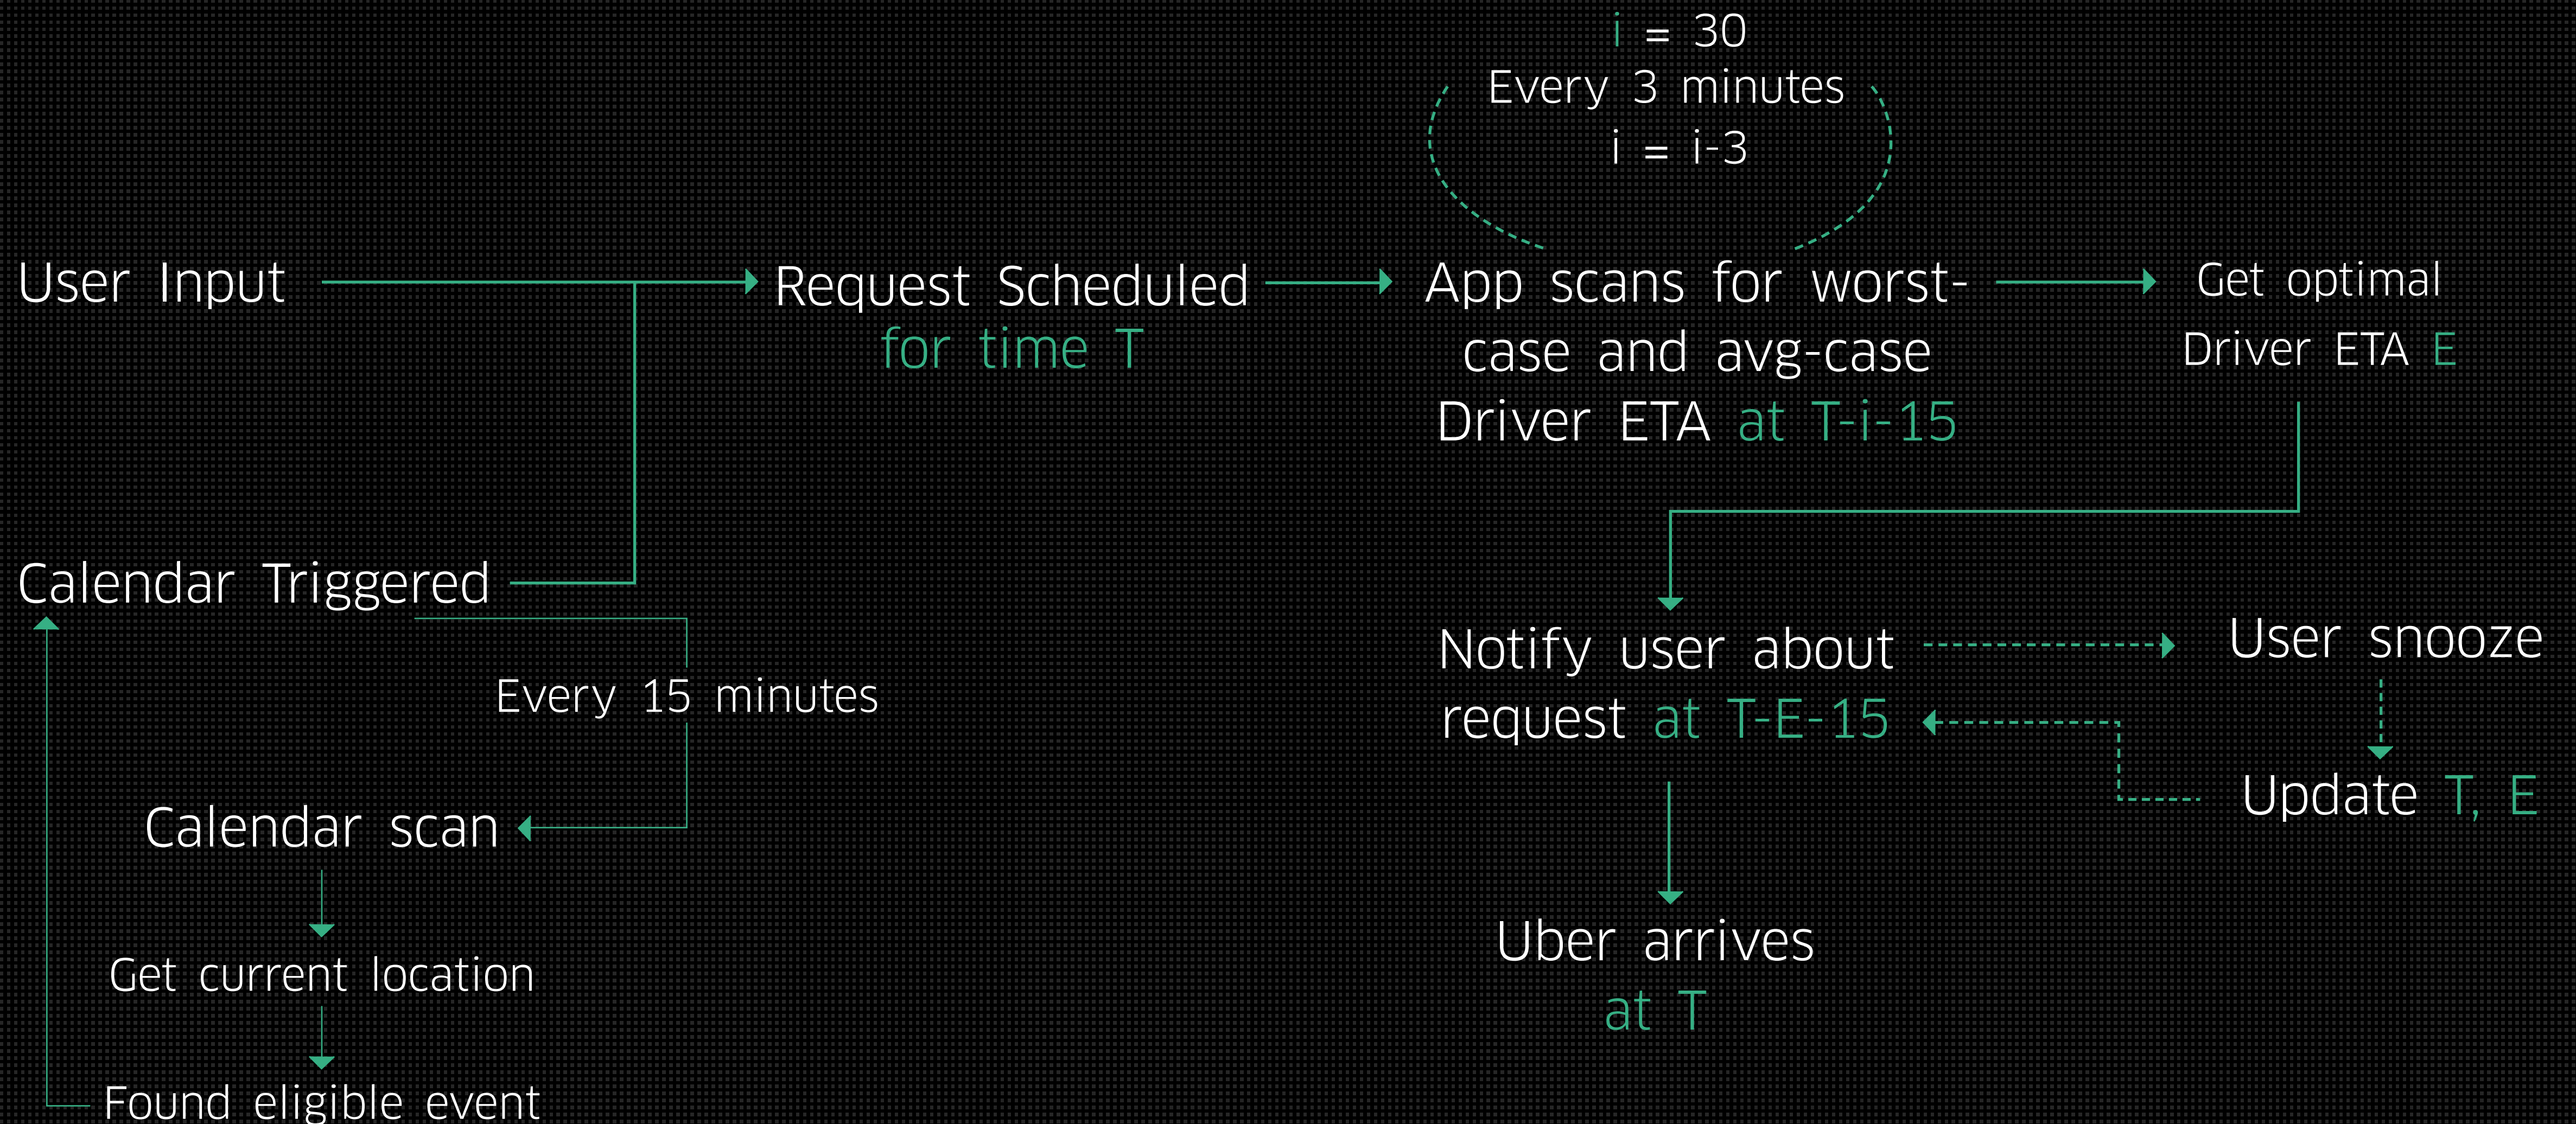 i = 30
Every 3 minutes
i = i-3
User Input
Request Scheduled
for time T
App scans for worst-
case and avg-case
Driver ETA at T-i-15
Get optimal
Driver ETA E
Calendar Triggered
Every 15 minutes
Calendar scan
Get current location
Found eligible event
Notify user about
request at T-E-15
User snooze
Update T, E
Uber arrives
at T